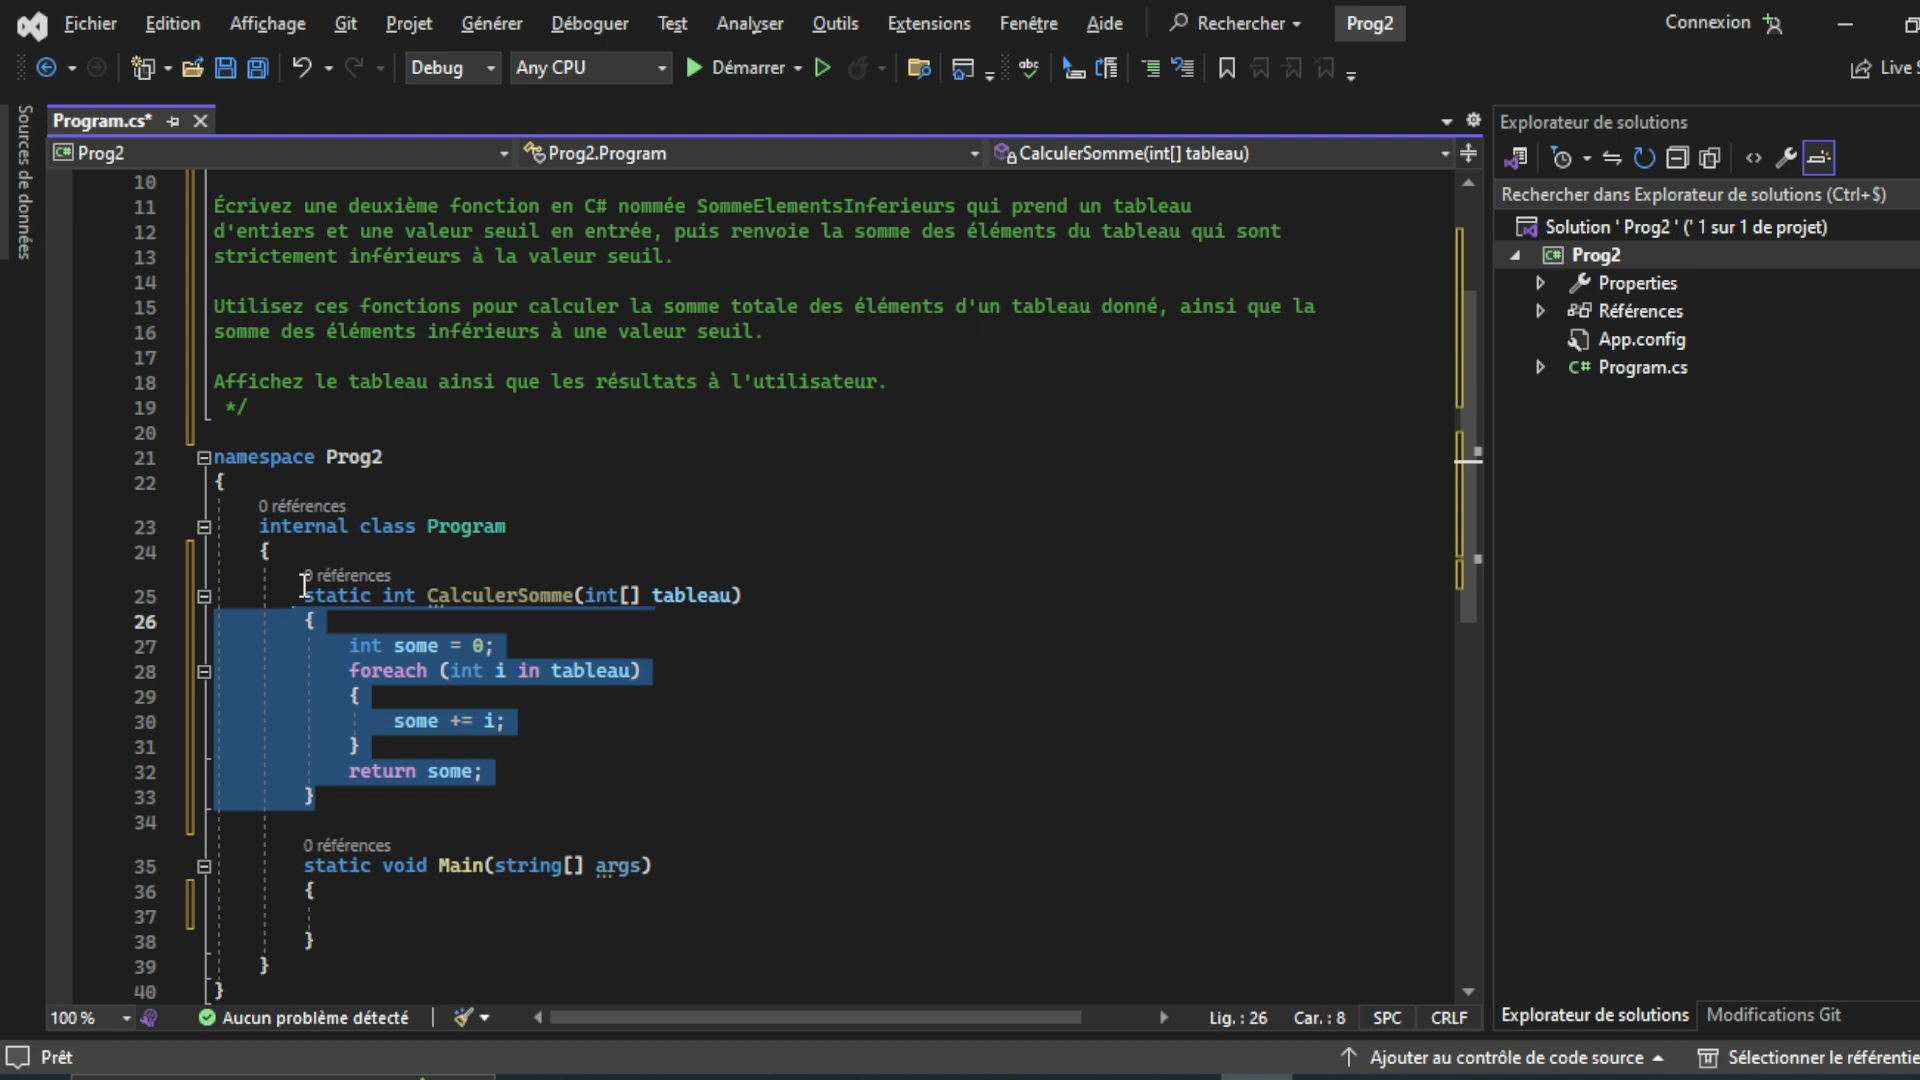 Fichier Edition Affichage Git Projet Générer Déboguer Test Analyser Outils Extensions Fenêtre Aide Rechercher Prog2 Connexion
Debug Any CPU Démarrer abc Live
Sources de données
Program.cs*
C# Prog2 Prog2.Program CalculerSomme(int[] tableau)
10
11 Écrivez une deuxième fonction en C# nommée SommeElementsInferieurs qui prend un tableau
12 d'entiers et une valeur seuil en entrée, puis renvoie la somme des éléments du tableau qui sont
13 strictement inférieurs à la valeur seuil.
14
15 Utilisez ces fonctions pour calculer la somme totale des éléments d'un tableau donné, ainsi que la
16 somme des éléments inférieurs à une valeur seuil.
17
18 Affichez le tableau ainsi que les résultats à l'utilisateur.
19 */
20
21 namespace Prog2
22 {
0 références
23 internal class Program
24 {
0 références
25 static int CalculerSomme(int[] tableau)
26 {
27 int some = 0;
28 foreach (int i in tableau)
29 {
30 some += i;
31 }
32 return some;
33 }
34
0 références
35 static void Main(string[] args)
36 {
37
38 }
39 }
40 }
100 % Aucun problème détecté Lig. : 26 Car. : 8 SPC CRLF
Explorateur de solutions
Rechercher dans Explorateur de solutions (Ctrl+$)
Solution ' Prog2 ' (' 1 sur 1 de projet)
C# Prog2
Properties
Références
App.config
C# Program.cs
Explorateur de solutions Modifications Git
Prêt Ajouter au contrôle de code source Sélectionner le